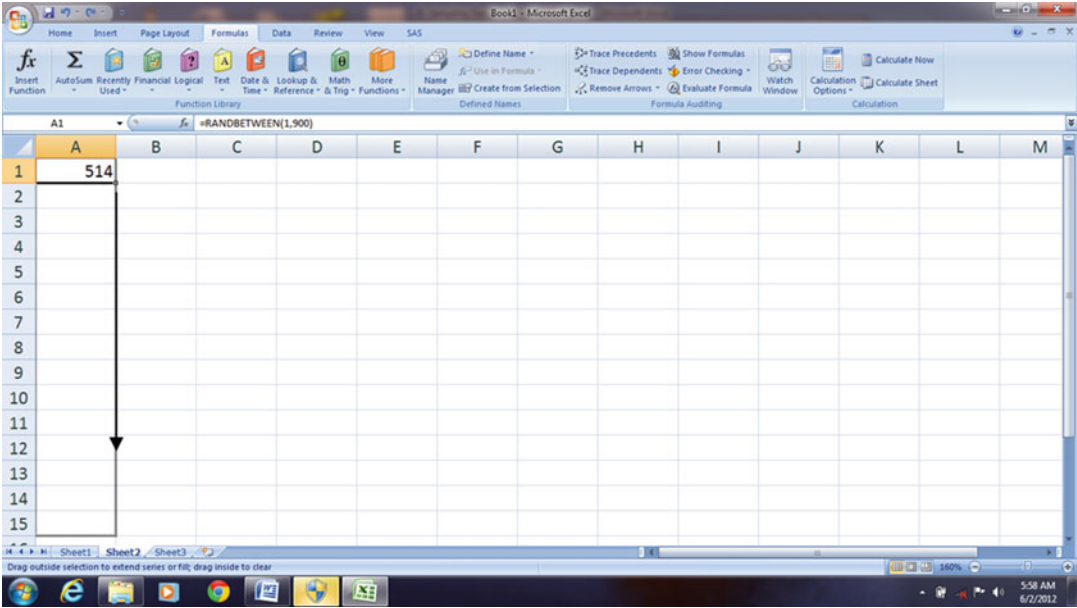 Book1 - Microsoft Excel
Home Insert Page Layout Formulas Data Review View SAS
fx Insert Function
Σ AutoSum
Recently Used
Financial
Logical
Text
Date & Time
Lookup & Reference
Math & Trig
More Functions
Function Library
Name Manager
Define Name
Use in Formula
Create from Selection
Defined Names
Trace Precedents
Trace Dependents
Remove Arrows
Show Formulas
Error Checking
Evaluate Formula
Formula Auditing
Watch Window
Calculation Options
Calculate Now
Calculate Sheet
Calculation
A1 fx =RANDBETWEEN(1,900)
A B C D E F G H I J K L M
1 514
2
3
4
5
6
7
8
9
10
11
12
13
14
15
Sheet1 Sheet2 Sheet3
Drag outside selection to extend series or fill; drag inside to clear 160%
5:58 AM
6/2/2012